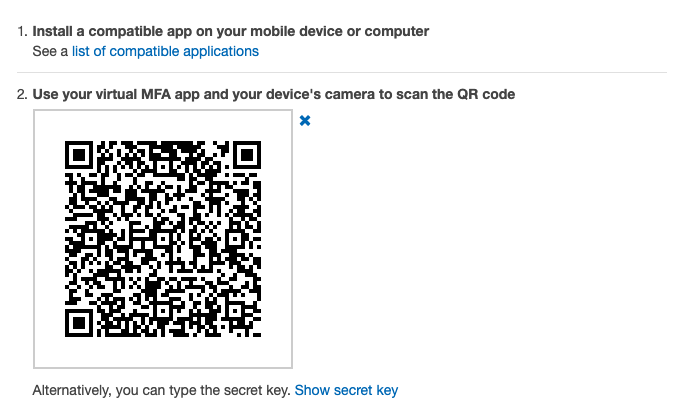 1. Install a compatible app on your mobile device or computer
See a list of compatible applications
2. Use your virtual MFA app and your device's camera to scan the QR code
Alternatively, you can type the secret key. Show secret key